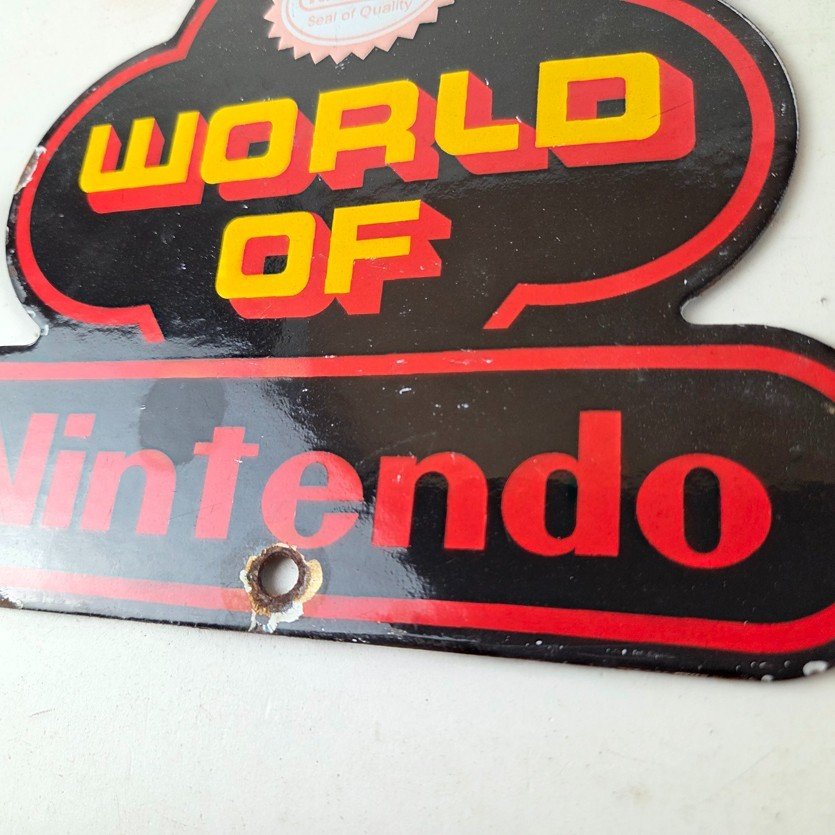 Seal of Quality
WORLD
OF
Nintendo